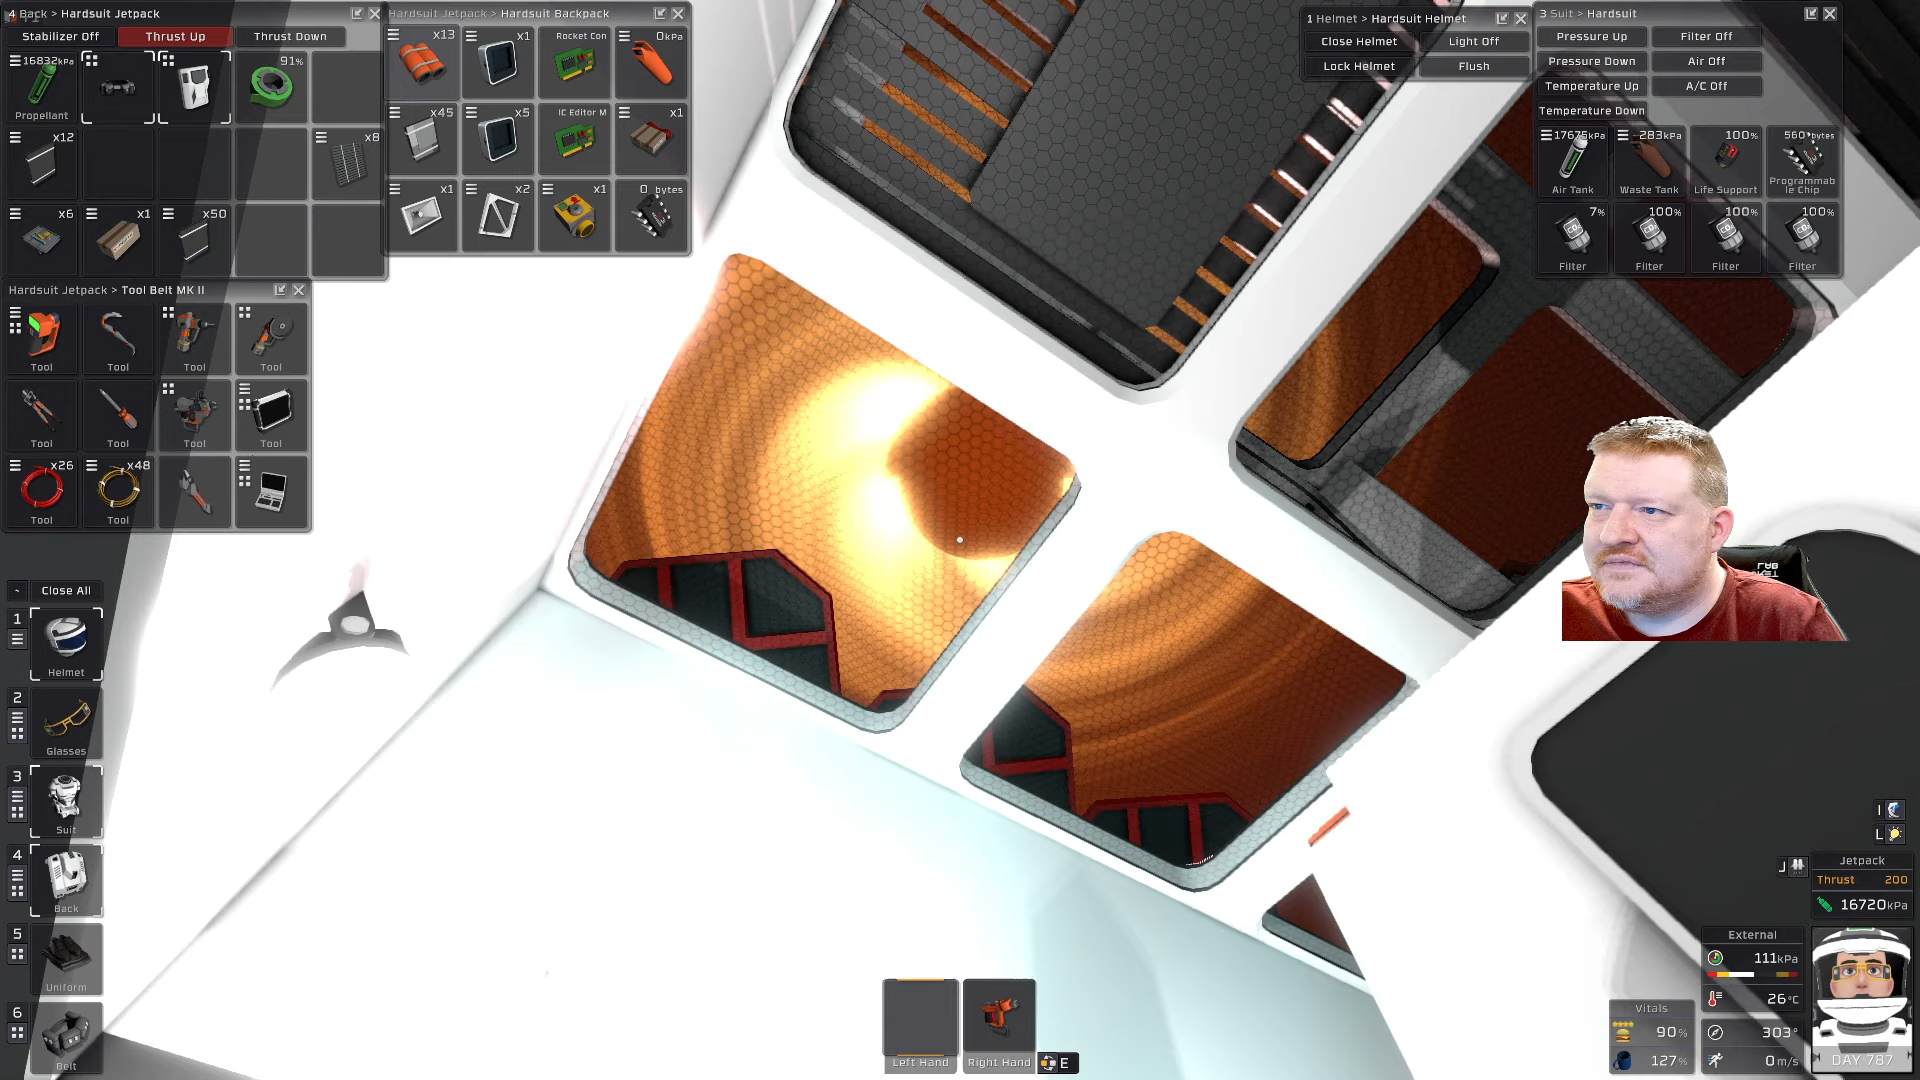 4 Back > Hardsuit Jetpack
Stabilizer Off
Thrust Up
Thrust Down
16832kPa
Propellant
91%
x12
x8
x6
x1
x50
Hardsuit Jetpack > Hardsuit Backpack
x13
x1
Rocket Con
0kPa
x45
x5
IC Editor M
x1
x1
x2
x1
0 bytes
Hardsuit Jetpack > Tool Belt MK II
Tool
Tool
Tool
Tool
Tool
Tool
Tool
Tool
x26
x48
Tool
Tool
~
Close All
1
Helmet
2
Glasses
3
Suit
4
Back
5
Uniform
6
Belt
1 Helmet > Hardsuit Helmet
Close Helmet
Light Off
Lock Helmet
Flush
3 Suit > Hardsuit
Pressure Up
Filter Off
Pressure Down
Air Off
Temperature Up
A/C Off
Temperature Down
17675kPa
Air Tank
-283kPa
Waste Tank
100%
Life Support
560 bytes
Programmab
le Chip
7%
Filter
100%
Filter
100%
Filter
100%
Filter
LAB
I
L
J
Jetpack
Thrust 200
16720kPa
External
111kPa
26°C
303°
0m/s
Vitals
90%
127%
DAY 787
Left Hand
Right Hand
E